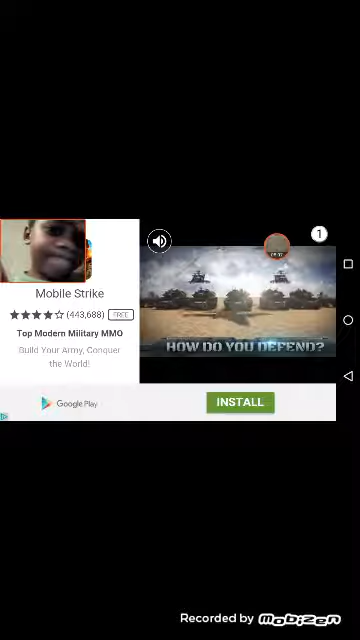 1
Mobile Strike
(443,688) FREE
Top Modern Military MMO
Build Your Army, Conquer
the World!
HOW DO YOU DEFEND?
Google Play
INSTALL
Recorded by Mobizen